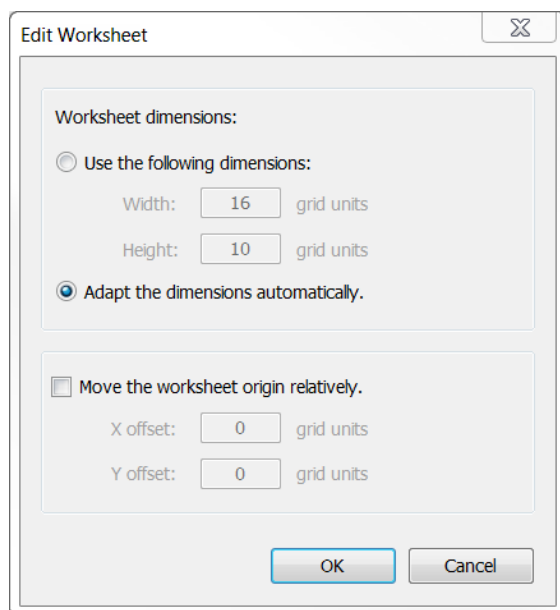 Edit Worksheet
Worksheet dimensions:
Use the following dimensions:
Width: 16 grid units
Height: 10 grid units
Adapt the dimensions automatically.
Move the worksheet origin relatively.
X offset: 0 grid units
Y offset: 0 grid units
OK Cancel